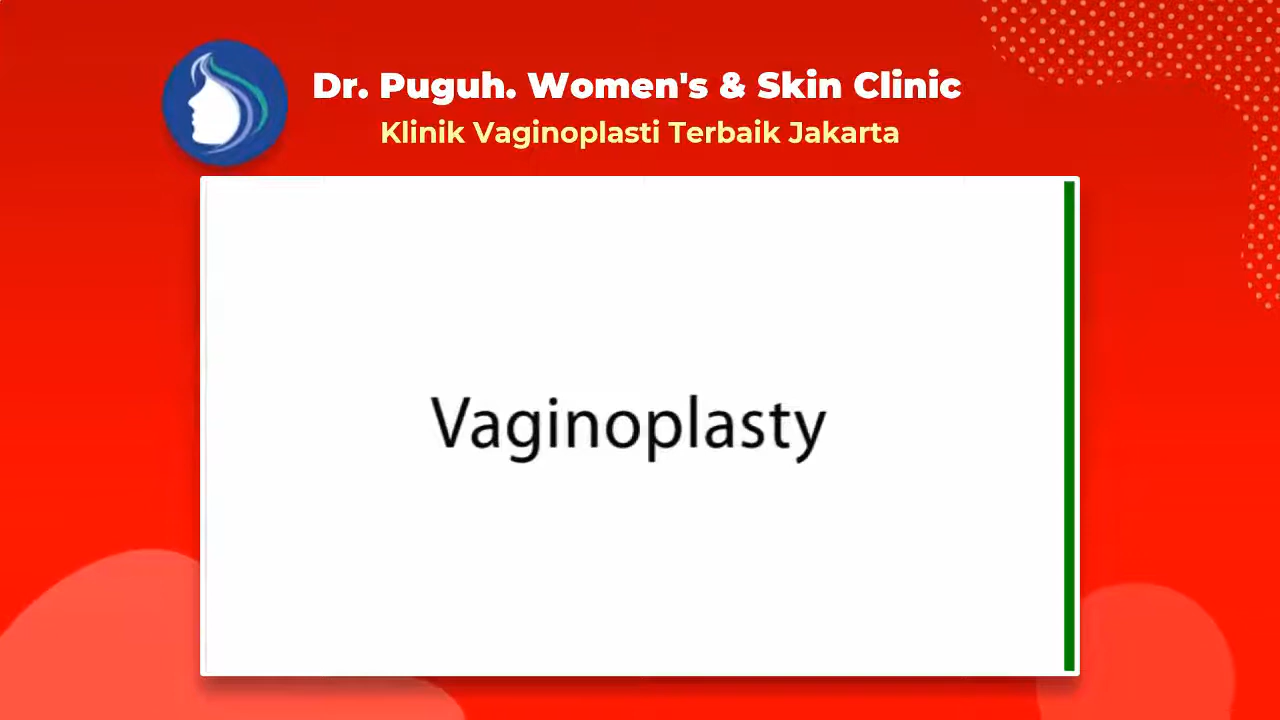 Dr. Puguh. Women's & Skin Clinic
Klinik Vaginoplasti Terbaik Jakarta
Vaginoplasty